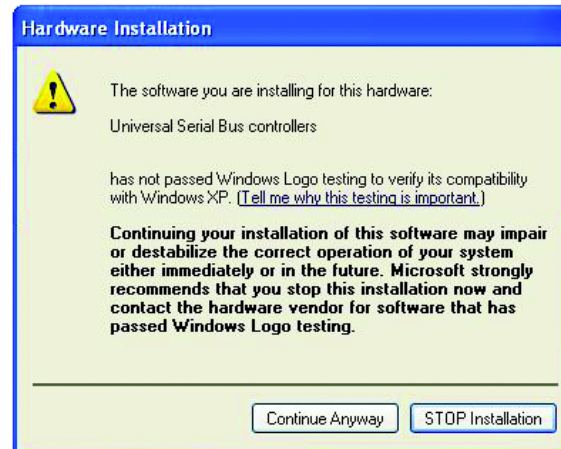 Hardware Installation
The software you are installing for this hardware:
Universal Serial Bus controllers
has not passed Windows Logo testing to verify its compatibility
with Windows XP. (Tell me why this testing is important.)
Continuing your installation of this software may impair
or destabilize the correct operation of your system
either immediately or in the future. Microsoft strongly
recommends that you stop this installation now and
contact the hardware vendor for software that has
passed Windows Logo testing.
Continue Anyway
STOP Installation